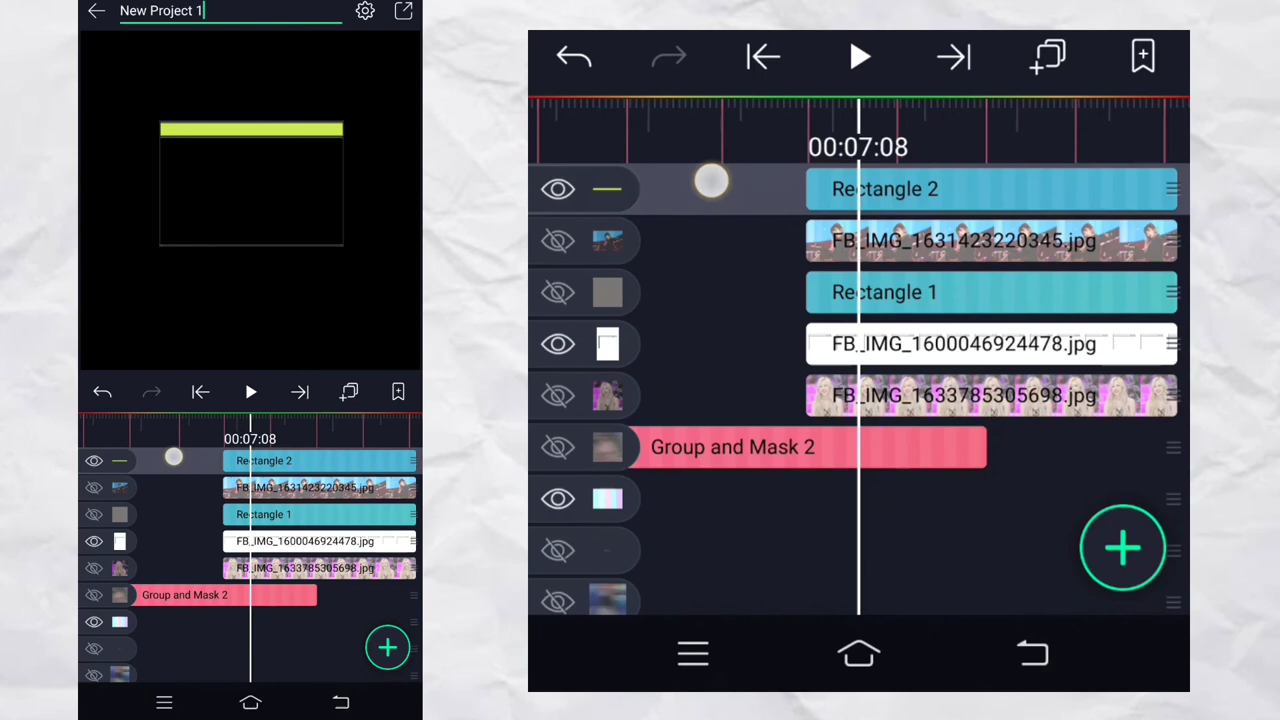 New Project 1
00:07:08
Rectangle 2
FB_IMG_1631423220345.jpg
Rectangle 1
FB_IMG_1600046924478.jpg
FB_IMG_1633785305698.jpg
Group and Mask 2
00:07:08
Rectangle 2
FB_IMG_1631423220345.jpg
Rectangle 1
FB_IMG_1600046924478.jpg
FB_IMG_1633785305698.jpg
Group and Mask 2